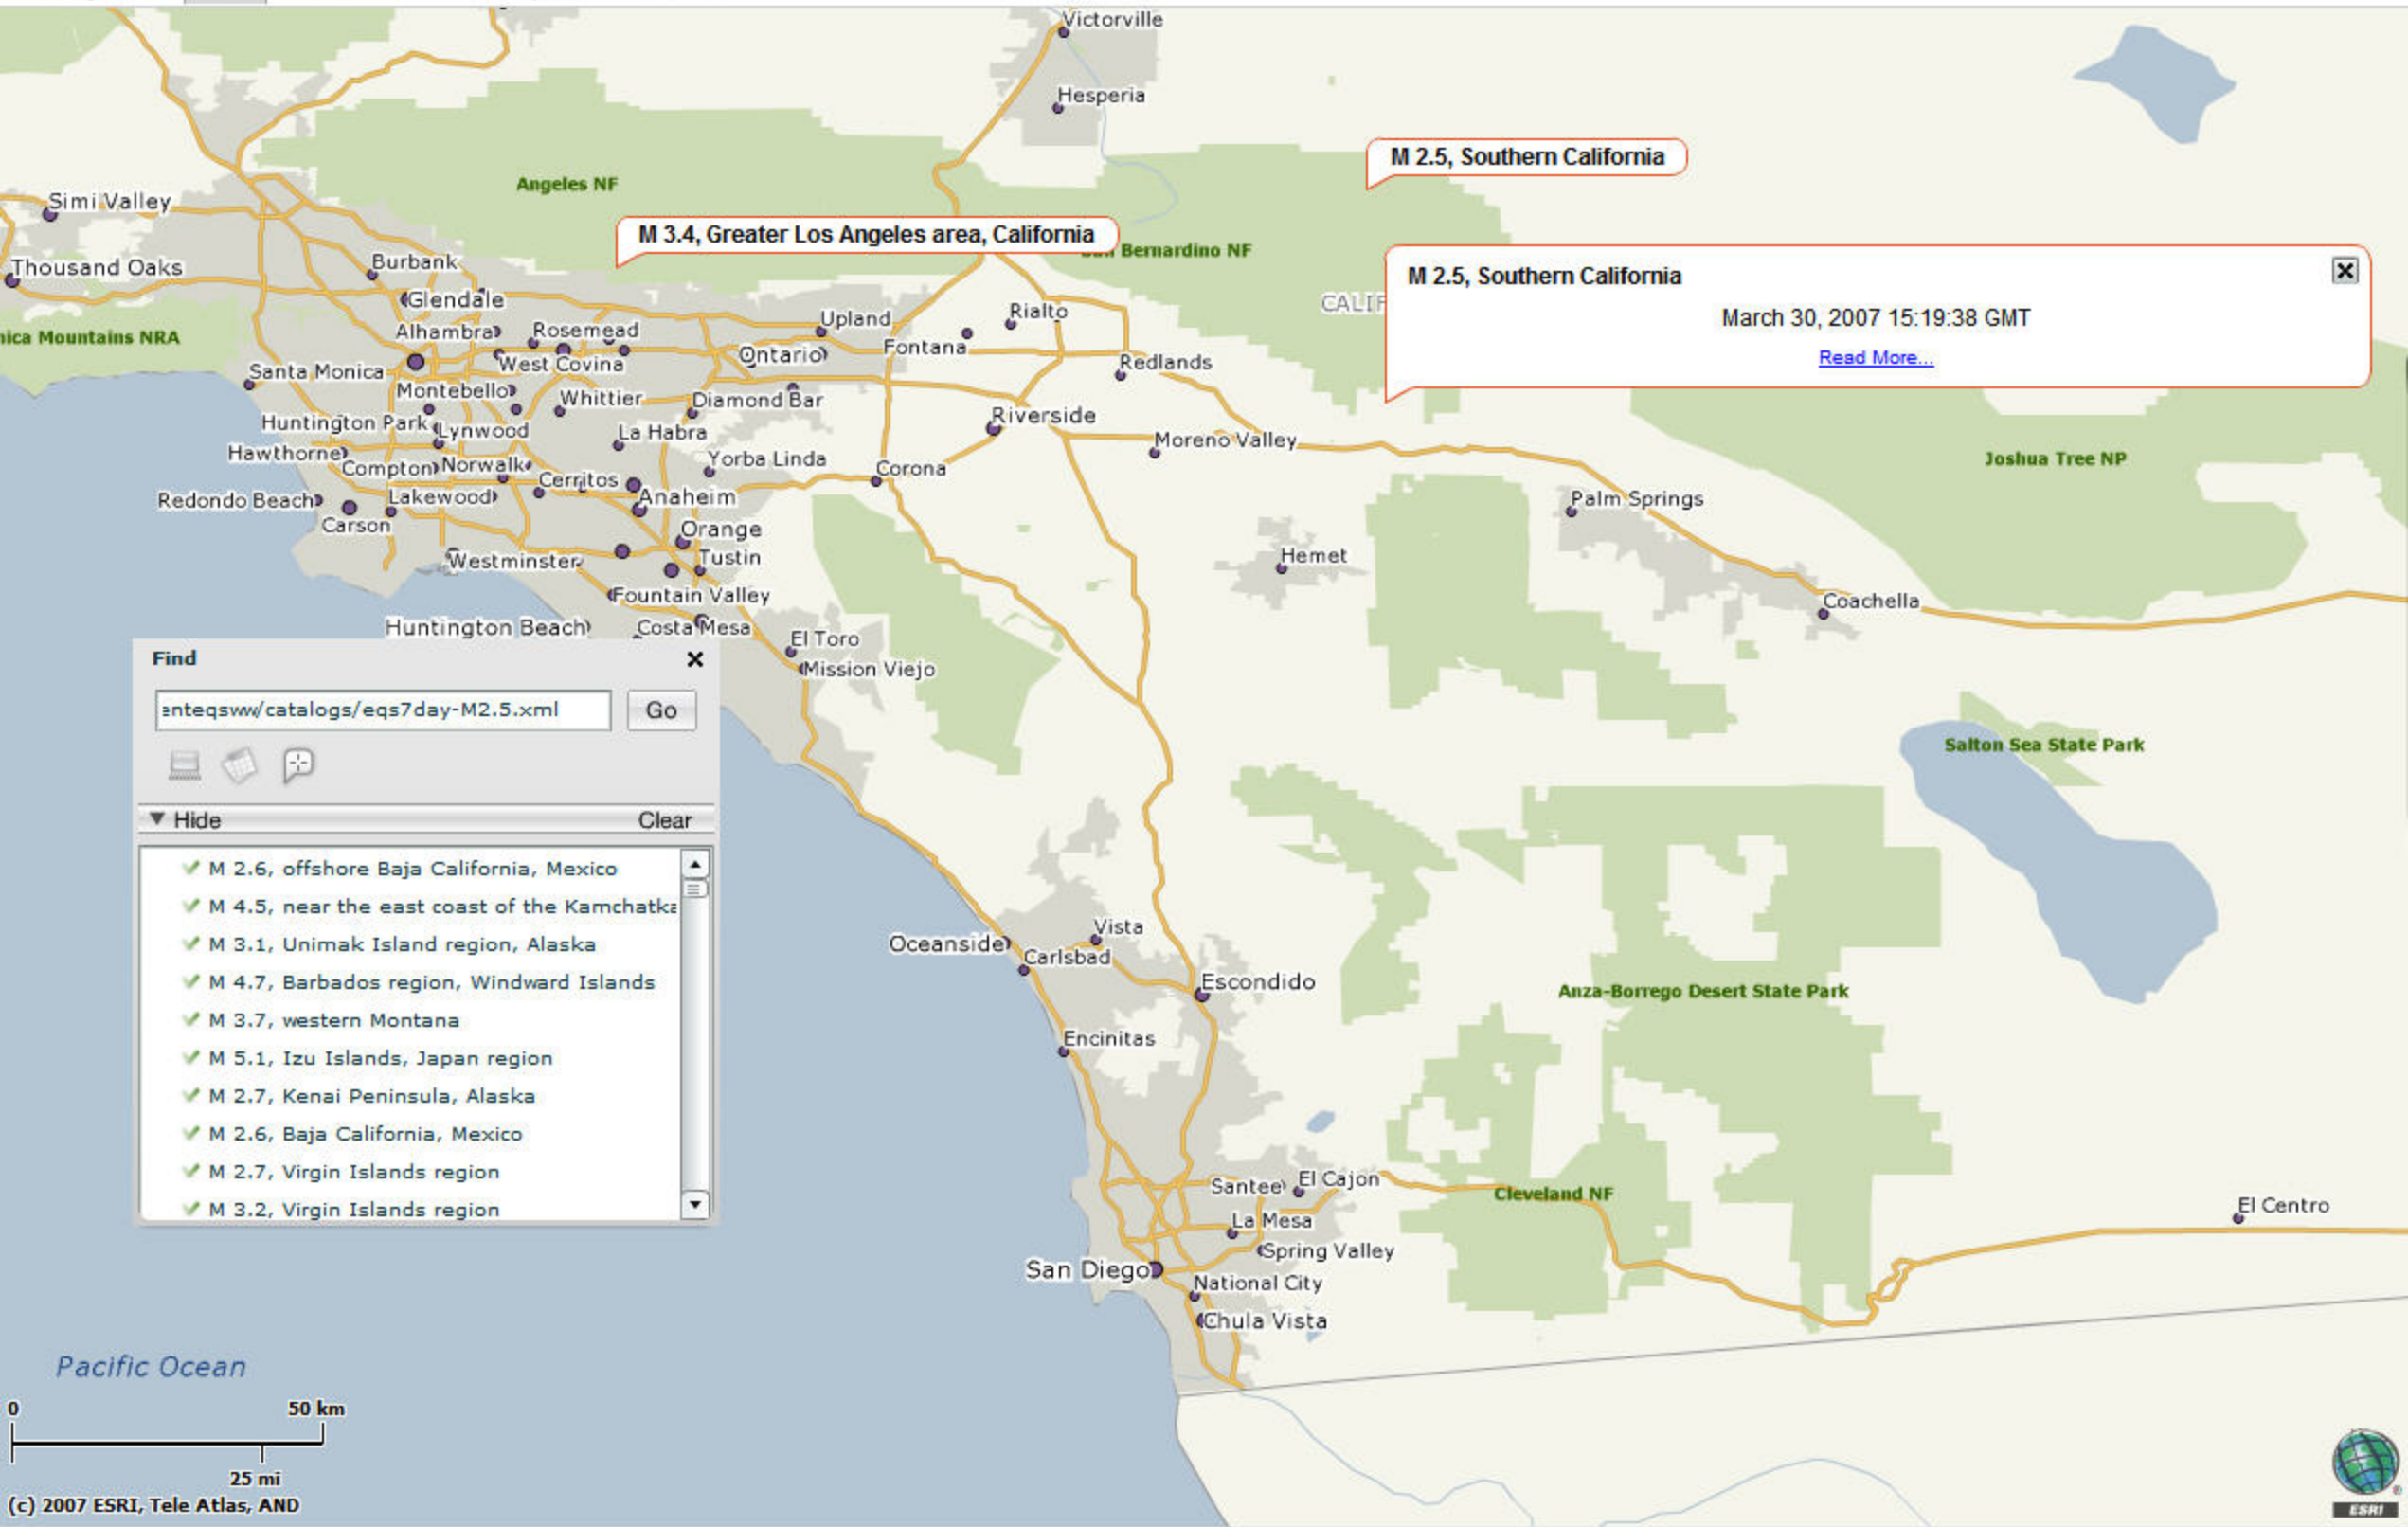 Victorville
Hesperia
M 2.5, Southern California
Angeles NF
Simi Valley
M 3.4, Greater Los Angeles area, California
Bernardino NF
Thousand Oaks
Burbank
M 2.5, Southern California
March 30, 2007 15:19:38 GMT
Read More...
CALIF
Glendale
Alhambra
Rosemead
Upland
Rialto
nica Mountains NRA
West Covina
Ontario
Fontana
Redlands
Santa Monica
Montebello
Whittier
Diamond Bar
Riverside
Huntington Park
Lynwood
La Habra
Moreno Valley
Hawthorne
Compton
Norwalk
Yorba Linda
Corona
Joshua Tree NP
Cerritos
Redondo Beach
Lakewood
Anaheim
Palm Springs
Carson
Orange
Westminster
Tustin
Hemet
Fountain Valley
Coachella
Huntington Beach
Costa Mesa
El Toro
Mission Viejo
Find
enteqsww/catalogs/eqs7day-M2.5.xml
Go
Hide
Clear
M 2.6, offshore Baja California, Mexico
M 4.5, near the east coast of the Kamchatka
M 3.1, Unimak Island region, Alaska
M 4.7, Barbados region, Windward Islands
M 3.7, western Montana
M 5.1, Izu Islands, Japan region
M 2.7, Kenai Peninsula, Alaska
M 2.6, Baja California, Mexico
M 2.7, Virgin Islands region
M 3.2, Virgin Islands region
Salton Sea State Park
Vista
Oceanside
Carlsbad
Escondido
Anza-Borrego Desert State Park
Encinitas
Santee
El Cajon
Cleveland NF
El Centro
La Mesa
Spring Valley
San Diego
National City
Chula Vista
Pacific Ocean
0
50 km
25 mi
(c) 2007 ESRI, Tele Atlas, AND
ESRI